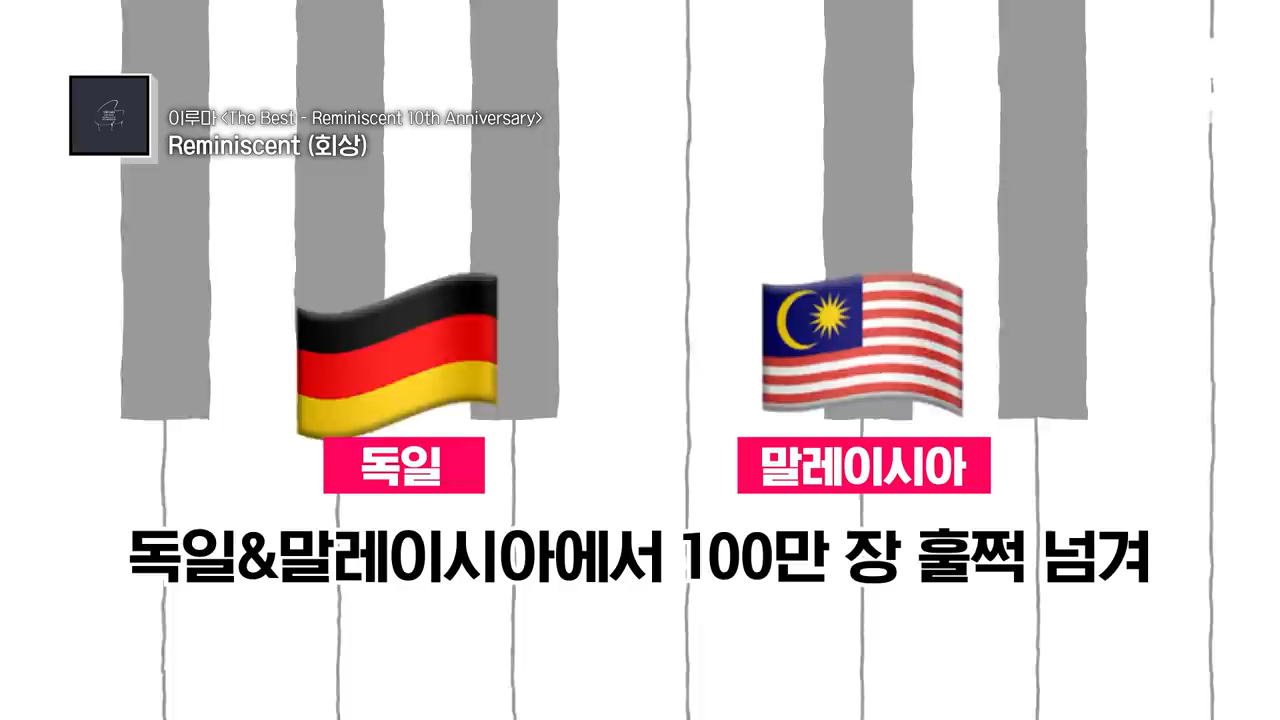 이루마 <The Best - Reminiscent 10th Anniversary>
Reminiscent (회상)
독일
말레이시아
독일&말레이시아에서 100만 장 훌쩍 넘겨